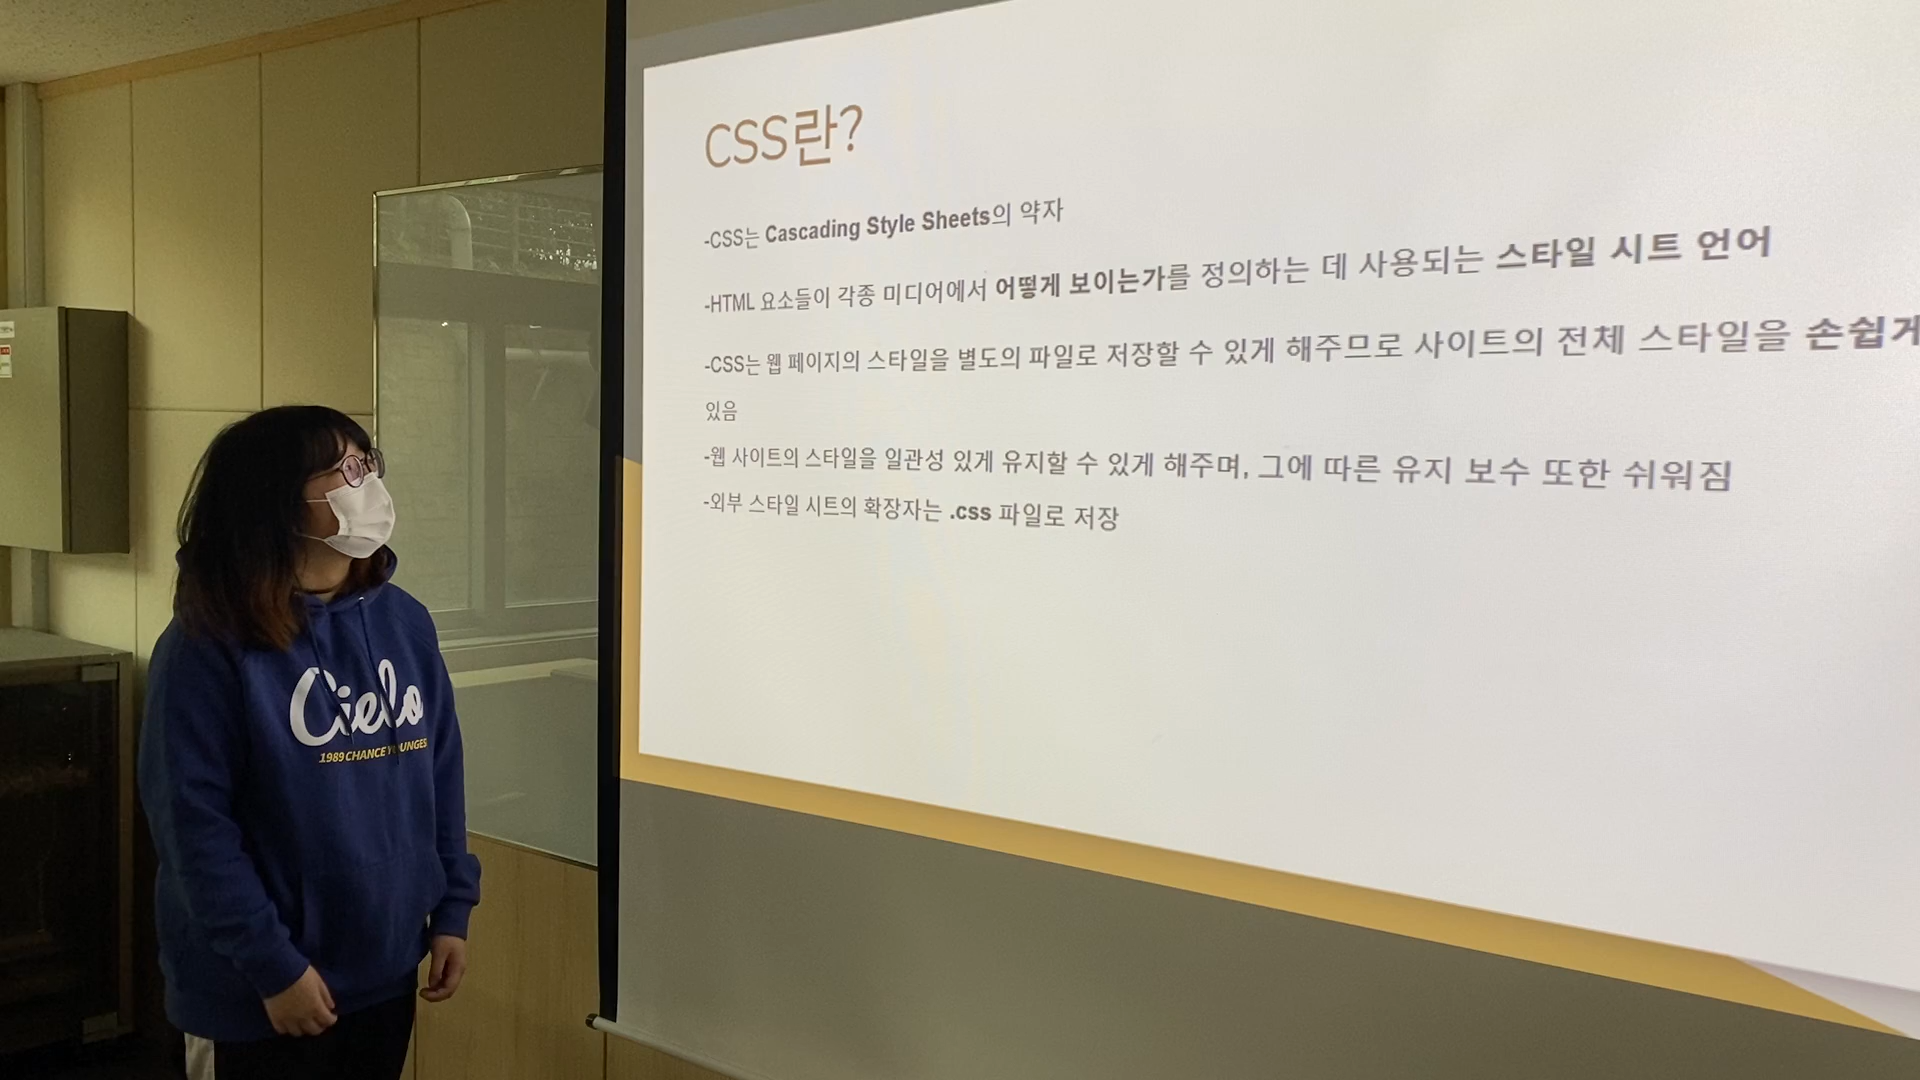 CSS란?
-CSS는 Cascading Style Sheets의 약자
-HTML 요소들이 각종 미디어에서 어떻게 보이는가를 정의하는 데 사용되는 스타일 시트 언어
-CSS는 웹 페이지의 스타일을 별도의 파일로 저장할 수 있게 해주므로 사이트의 전체 스타일을 손쉽게
있음
-웹 사이트의 스타일을 일관성 있게 유지할 수 있게 해주며, 그에 따른 유지 보수 또한 쉬워짐
-외부 스타일 시트의 확장자는 .css 파일로 저장
Cielo
1989 CHANCE YOUNGES